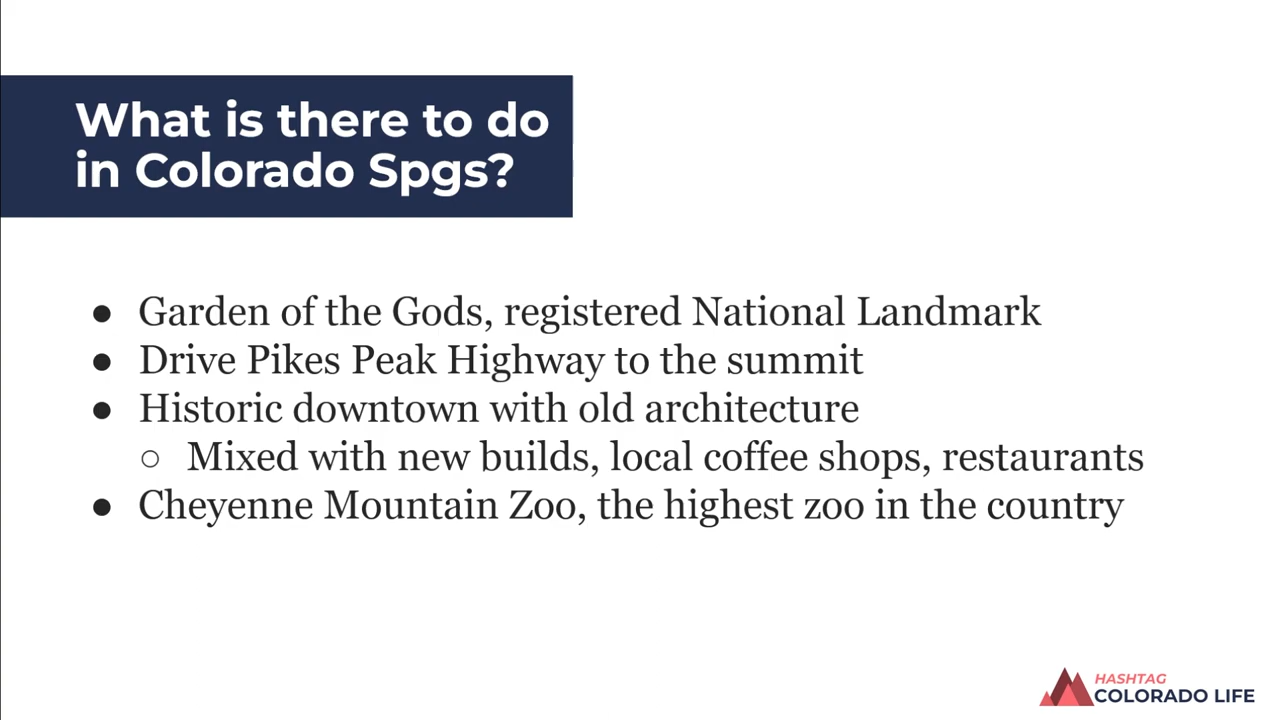 What is there to do
in Colorado Spgs?
● Garden of the Gods, registered National Landmark
● Drive Pikes Peak Highway to the summit
● Historic downtown with old architecture
○ Mixed with new builds, local coffee shops, restaurants
● Cheyenne Mountain Zoo, the highest zoo in the country
HASHTAG
COLORADO LIFE